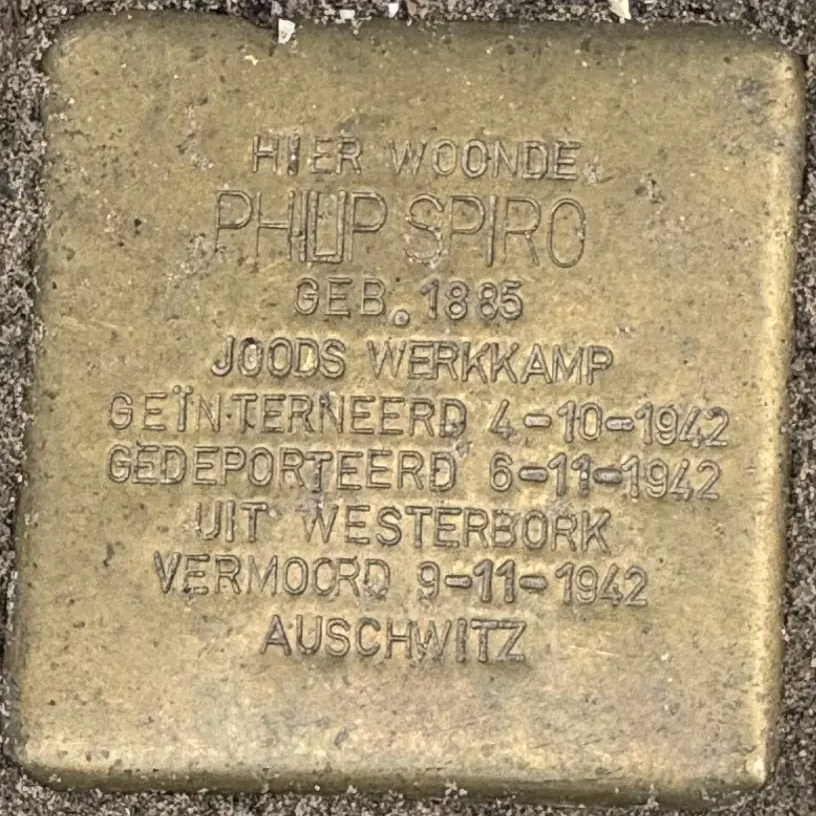 HIER WOONDE
PHILIP SPIRO
GEB. 1885
JOODS WERKKAMP
GEÏNTERNEERD 4-10-1942
GEDEPORTEERD 6-11-1942
UIT WESTERBORK
VERMOORD 9-11-1942
AUSCHWITZ